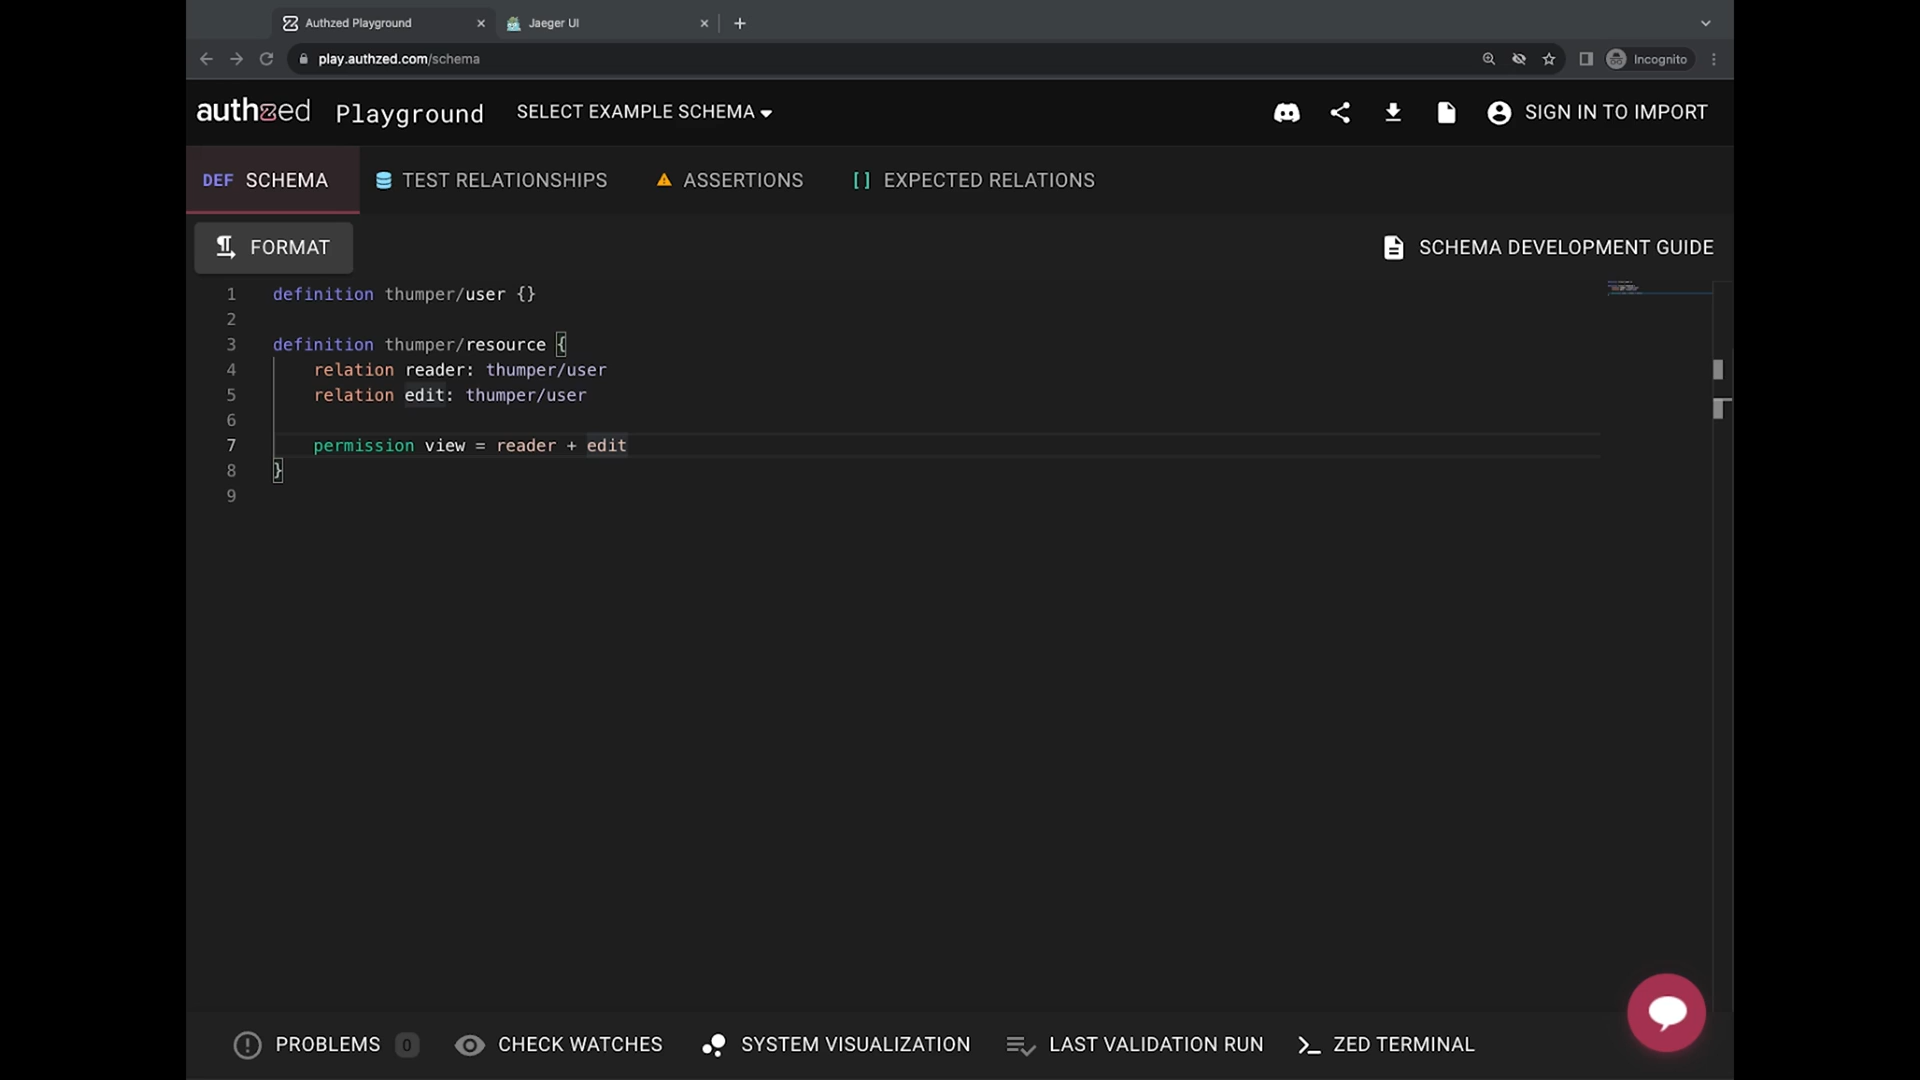 Authzed Playground
Jaeger UI
play.authzed.com/schema
Incognito
authzed Playground SELECT EXAMPLE SCHEMA
SIGN IN TO IMPORT
DEF SCHEMA
TEST RELATIONSHIPS
ASSERTIONS
[ ] EXPECTED RELATIONS
FORMAT
SCHEMA DEVELOPMENT GUIDE
1 definition thumper/user {}
2
3 definition thumper/resource {
4 relation reader: thumper/user
5 relation edit: thumper/user
6
7 permission view = reader + edit
8 }
9
PROBLEMS 0
CHECK WATCHES
SYSTEM VISUALIZATION
LAST VALIDATION RUN
ZED TERMINAL